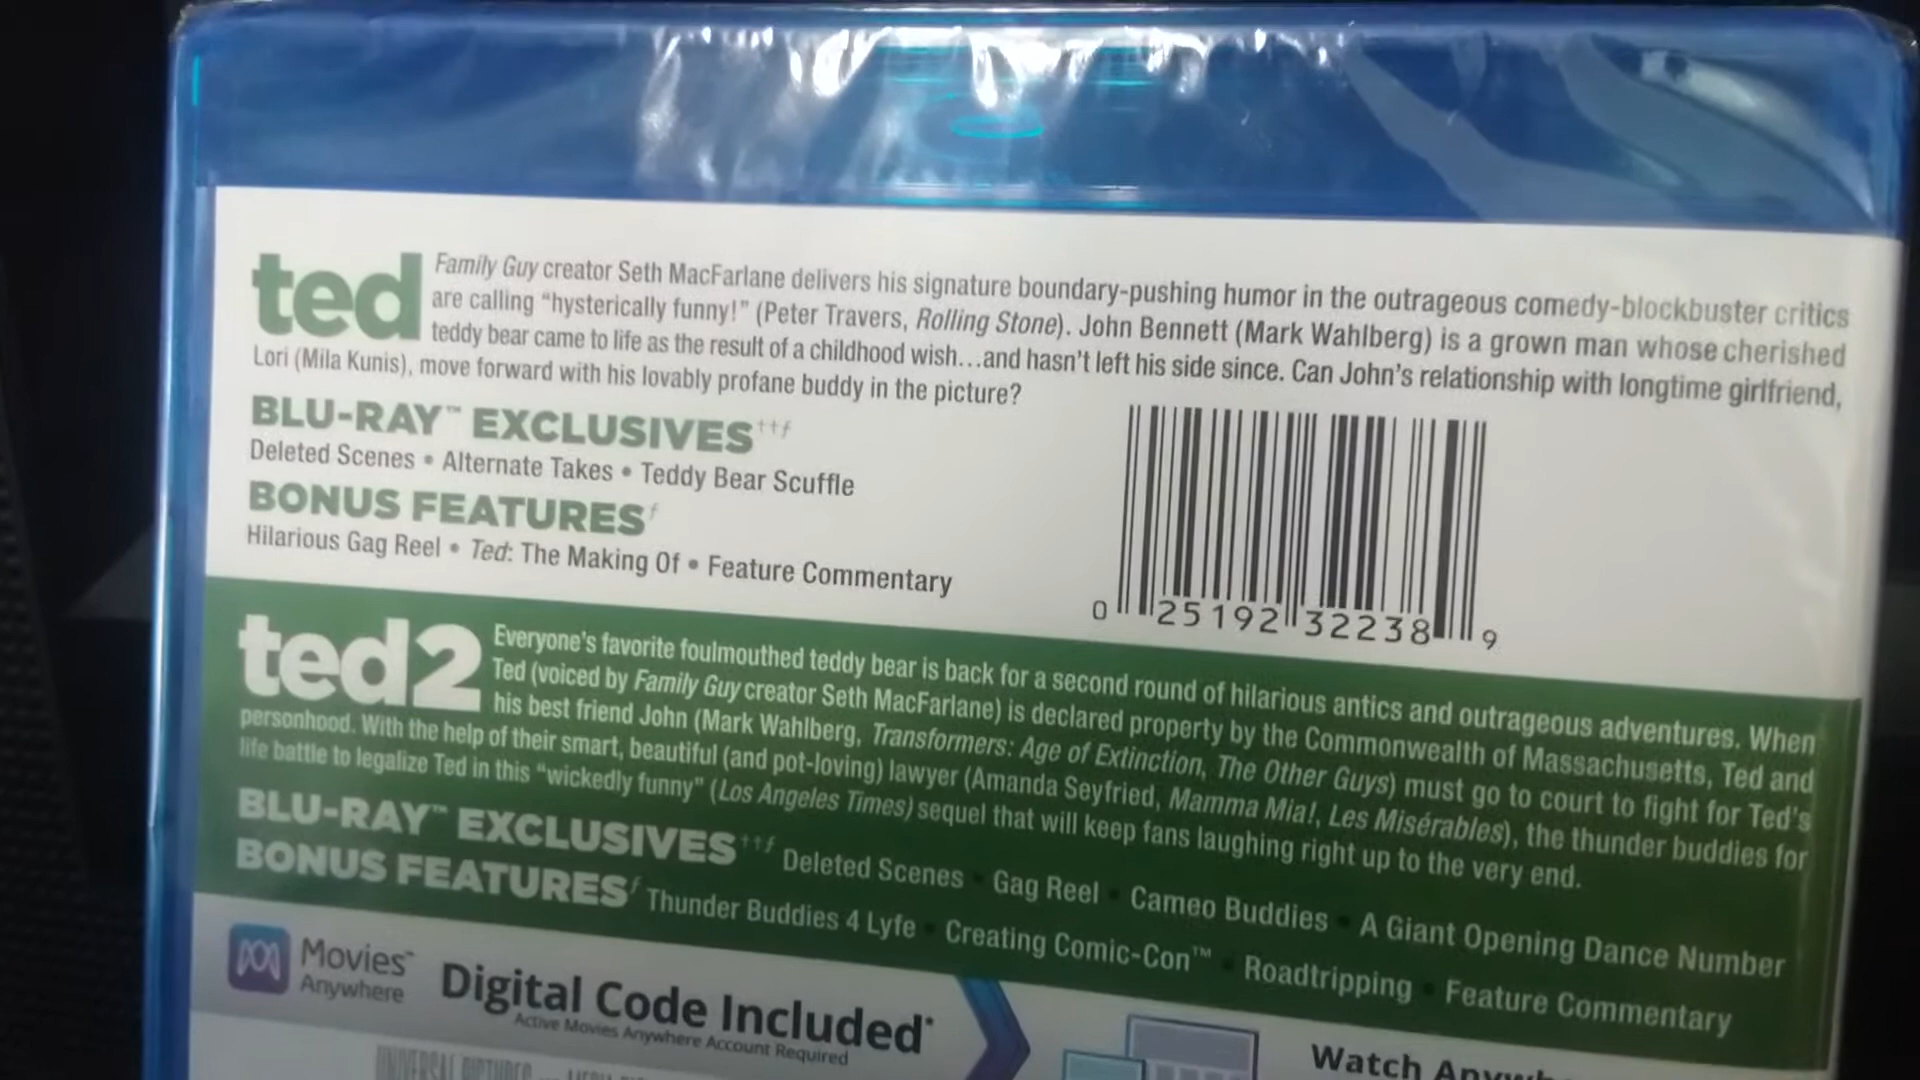 ted
Family Guy creator Seth MacFarlane delivers his signature boundary-pushing humor in the outrageous comedy-blockbuster critics
are calling “hysterically funny!” (Peter Travers, Rolling Stone). John Bennett (Mark Wahlberg) is a grown man whose cherished
teddy bear came to life as the result of a childhood wish…and hasn’t left his side since. Can John’s relationship with longtime girlfriend,
Lori (Mila Kunis), move forward with his lovably profane buddy in the picture?
BLU-RAY™ EXCLUSIVES††ƒ
Deleted Scenes • Alternate Takes • Teddy Bear Scuffle
BONUS FEATURESƒ
Hilarious Gag Reel • Ted: The Making Of • Feature Commentary
0 25192 32238 9
ted2
Everyone’s favorite foulmouthed teddy bear is back for a second round of hilarious antics and outrageous adventures. When
Ted (voiced by Family Guy creator Seth MacFarlane) is declared property by the Commonwealth of Massachusetts, Ted and
his best friend John (Mark Wahlberg, Transformers: Age of Extinction, The Other Guys) must go to court to fight for Ted’s
personhood. With the help of their smart, beautiful (and pot-loving) lawyer (Amanda Seyfried, Mamma Mia!, Les Misérables), the thunder buddies for
life battle to legalize Ted in this “wickedly funny” (Los Angeles Times) sequel that will keep fans laughing right up to the very end.
BLU-RAY™ EXCLUSIVES††ƒ Deleted Scenes • Gag Reel • Cameo Buddies • A Giant Opening Dance Number
BONUS FEATURESƒ Thunder Buddies 4 Lyfe • Creating Comic-Con™ • Roadtripping • Feature Commentary
Movies™
Anywhere
Digital Code Included*
Active Movies Anywhere Account Required
Watch
UNIVERSAL PICTURES